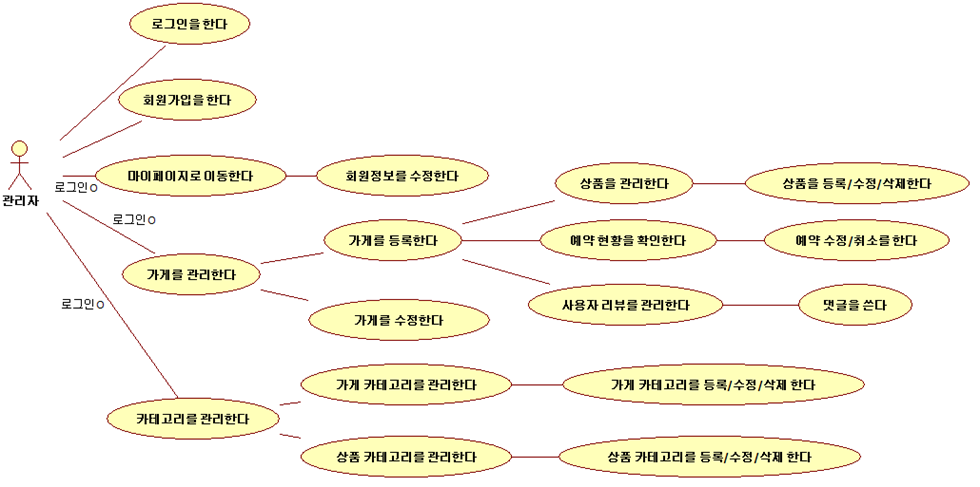 로그인을 한다
회원가입을 한다
관리자
로그인 O
마이페이지로 이동한다
회원정보를 수정한다
로그인 O
가게를 관리한다
가게를 등록한다
상품을 관리한다
상품을 등록/수정/삭제한다
예약 현황을 확인한다
예약 수정/취소를 한다
사용자 리뷰를 관리한다
댓글을 쓴다
가게를 수정한다
로그인 O
카테고리를 관리한다
가게 카테고리를 관리한다
가게 카테고리를 등록/수정/삭제 한다
상품 카테고리를 관리한다
상품 카테고리를 등록/수정/삭제 한다